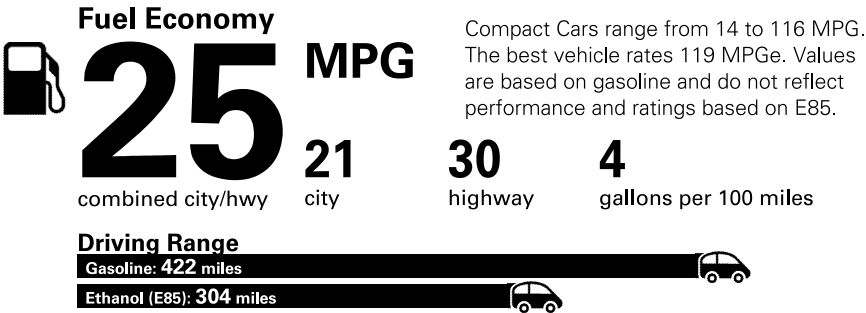 Fuel Economy
25 MPG
combined city/hwy
21
city
30
highway
4
gallons per 100 miles
Compact Cars range from 14 to 116 MPG.
The best vehicle rates 119 MPGe. Values
are based on gasoline and do not reflect
performance and ratings based on E85.
Driving Range
Gasoline: 422 miles
Ethanol (E85): 304 miles